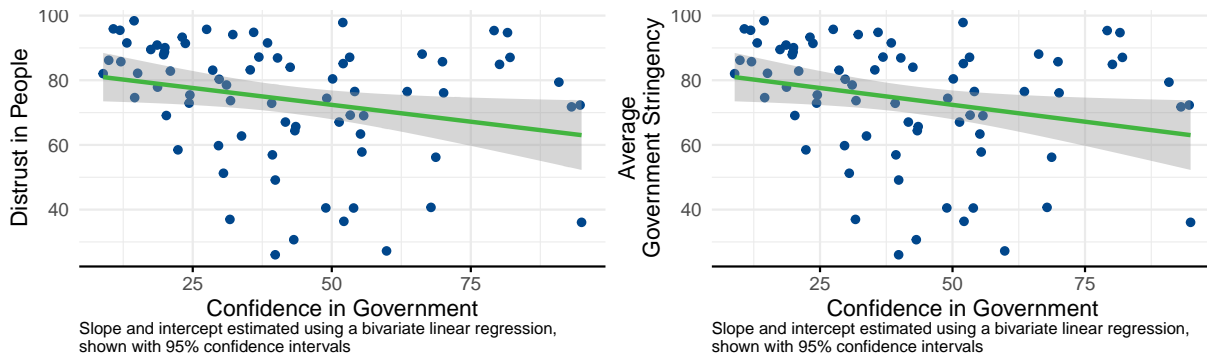 100
80
60
40
Distrust in People
25
50
75
Confidence in Government
Slope and intercept estimated using a bivariate linear regression,
shown with 95% confidence intervals
100
80
60
40
Average
Government Stringency
25
50
75
Confidence in Government
Slope and intercept estimated using a bivariate linear regression,
shown with 95% confidence intervals